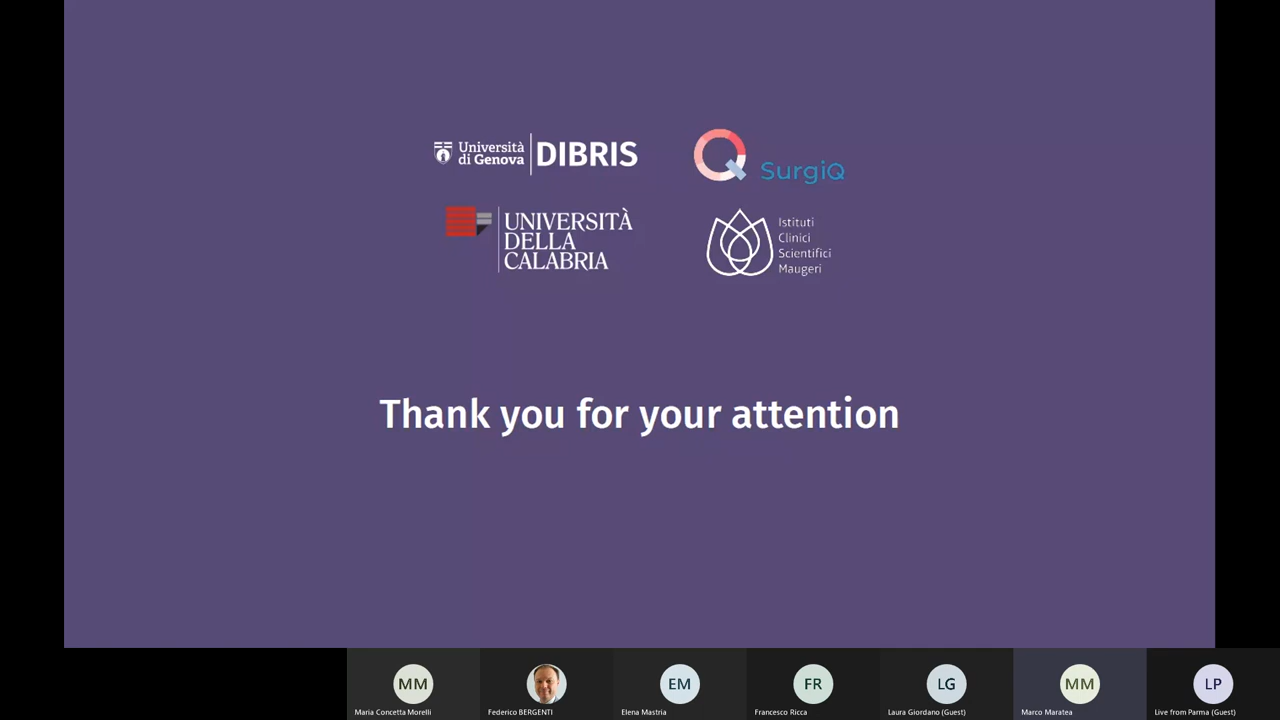 Università
di Genova
DIBRIS
SurgiQ
UNIVERSITÀ
DELLA
CALABRIA
Istituti
Clinici
Scientifici
Maugeri
Thank you for your attention
MM
EM
FR
LG
MM
LP
Maria Concetta Morelli
Federico BERGENTI
Elena Mastria
Francesco Ricca
Laura Giordano (Guest)
Marco Maratea
Live from Parma (Guest)